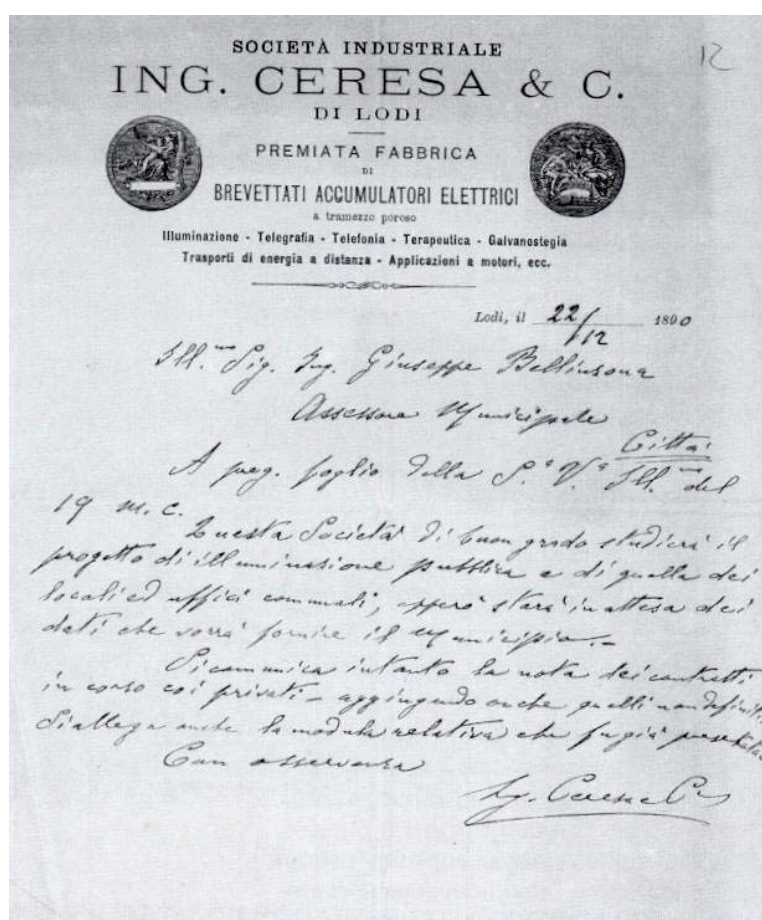 12
SOCIETÀ INDUSTRIALE
ING. CERESA & C.
DI LODI
PREMIATA FABBRICA
DI
BREVETTATI ACCUMULATORI ELETTRICI
a tramezzo poroso
Illuminazione - Telegrafia - Telefonia - Terapeutica - Galvanostegia
Trasporti di energia a distanza - Applicazioni a motori, ecc.
Lodi, il 22/12 1890
Ill.mo Sig. Ing. Giuseppe Bellinzona
Assessore Municipale
Città
A preg. foglio della S.a V.a Ill.ma del
19 m. c.
Questa Società di buon grado studierà il
progetto di illuminazione pubblica e di quella dei
locali ed uffici comunali, epperò starà in attesa dei
dati che vorrà fornire il Municipio. -
Si comunica intanto la nota dei contratti
in corso coi privati - aggiungendo anche quelli non definiti.
Si allega anche la modula relativa che fu già presentata
Con osservanza
Ing. Ceresa C